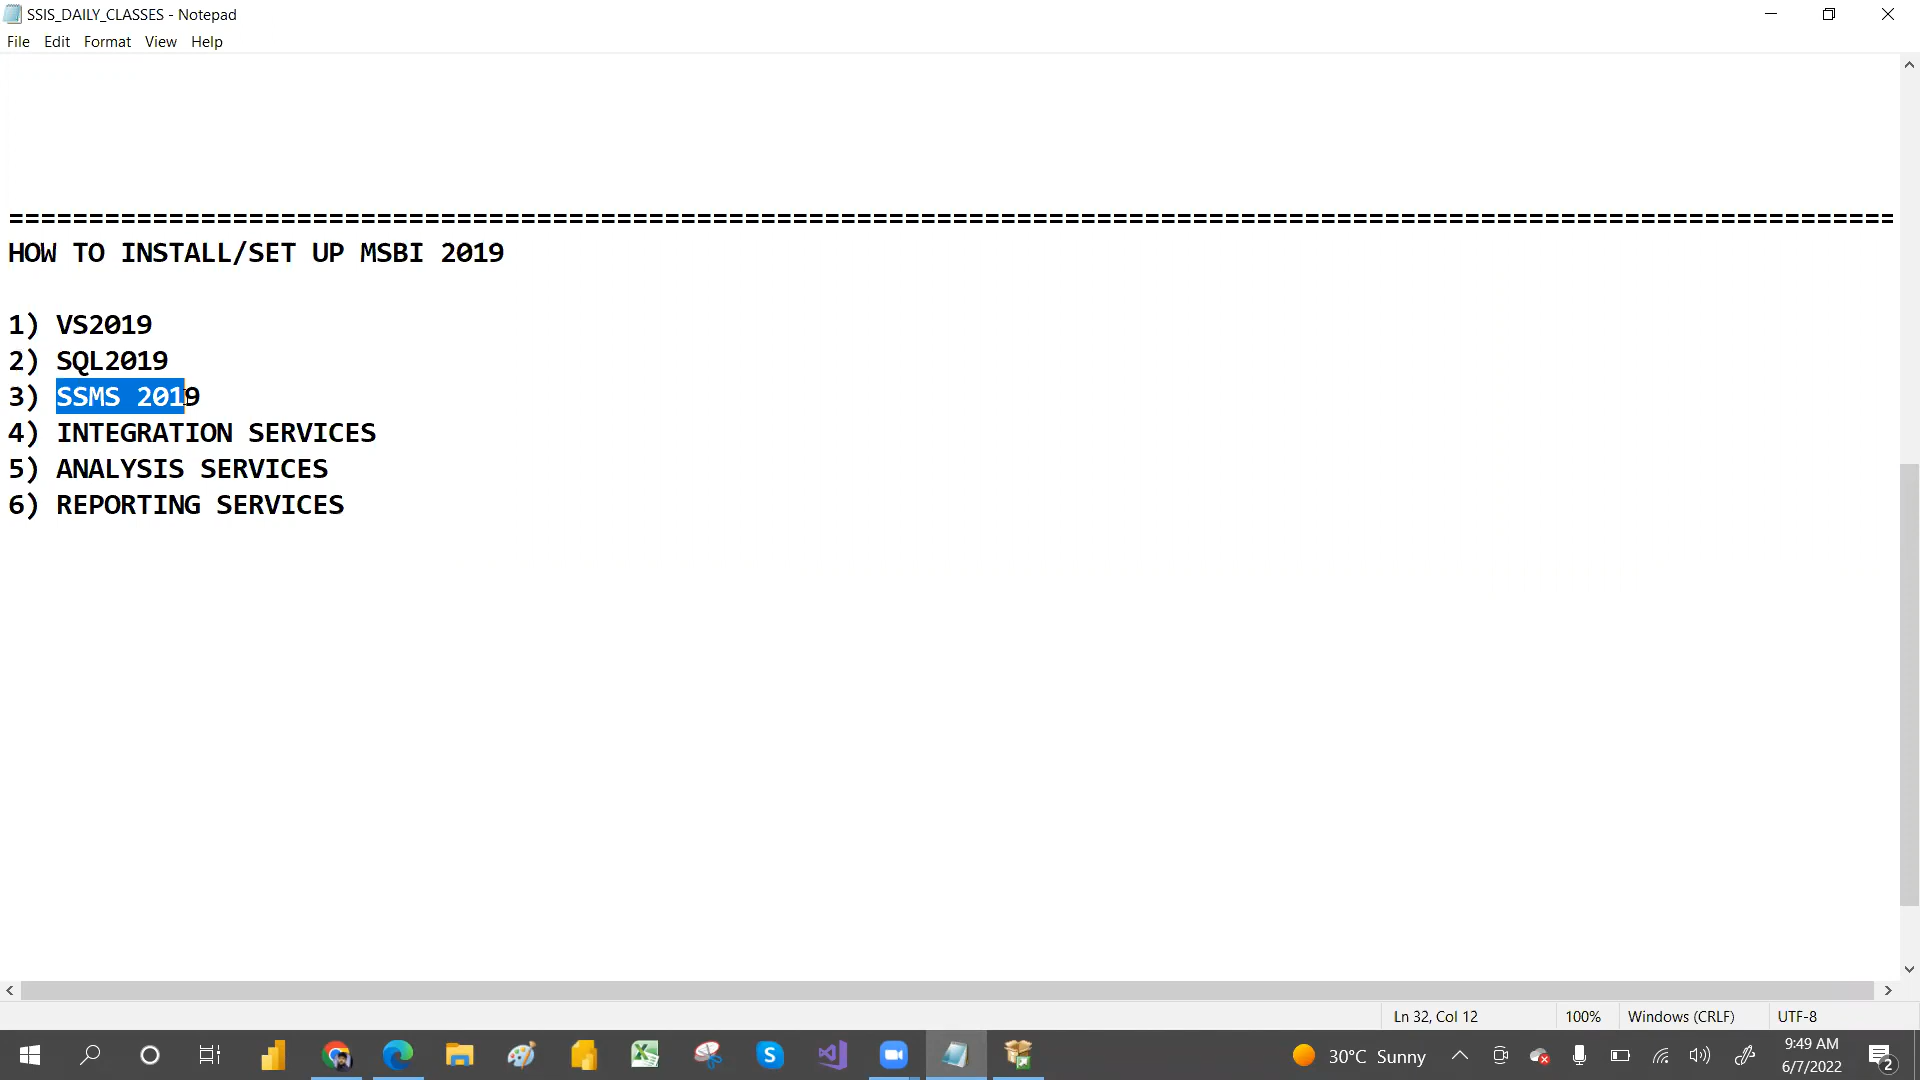 SSIS_DAILY_CLASSES - Notepad
File Edit Format View Help
======================================================================================================================
HOW TO INSTALL/SET UP MSBI 2019
1) VS2019
2) SQL2019
3) SSMS 2019
4) INTEGRATION SERVICES
5) ANALYSIS SERVICES
6) REPORTING SERVICES
Ln 32, Col 12 100% Windows (CRLF) UTF-8
30°C Sunny
9:49 AM
6/7/2022
2